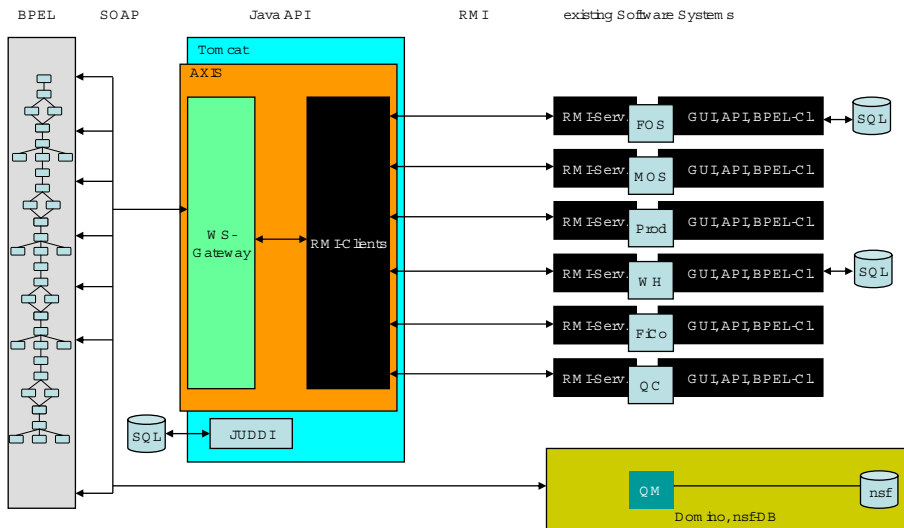 BPEL SOAP Java API RMI existing Software Systems
Tomcat
AXIS
WS-
Gateway
RMI-Clients
RMI-Serv. FOS GUI,API,BPEL-Cl SQL
RMI-Serv. MOS GUI,API,BPEL-Cl
RMI-Serv. Prod GUI,API,BPEL-Cl
RMI-Serv. WH GUI,API,BPEL-Cl SQL
RMI-Serv. FiCo GUI,API,BPEL-Cl
RMI-Serv. QC GUI,API,BPEL-Cl
SQL JUDDI
QM nsf
Domino,nsf-DB